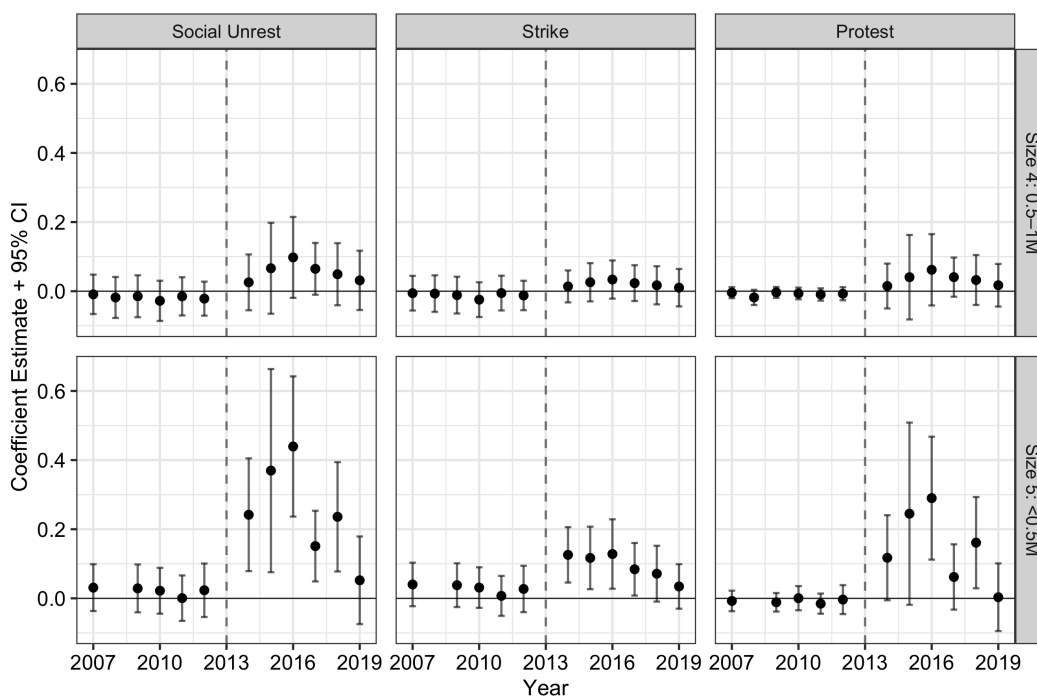 Social Unrest Strike Protest
0.6
0.4
0.2
0.0
Size 4: 0.5–1M
0.6
0.4
0.2
0.0
Size 5: <0.5M
Coefficient Estimate + 95% CI
2007 2010 2013 2016 2019 2007 2010 2013 2016 2019 2007 2010 2013 2016 2019
Year